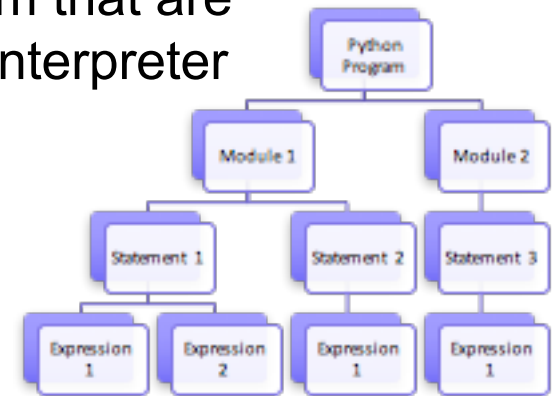 m that are
nterpreter
Python
Program
Module 1
Module 2
Statement 1
Statement 2
Statement 3
Expression
1
Expression
2
Expression
1
Expression
1